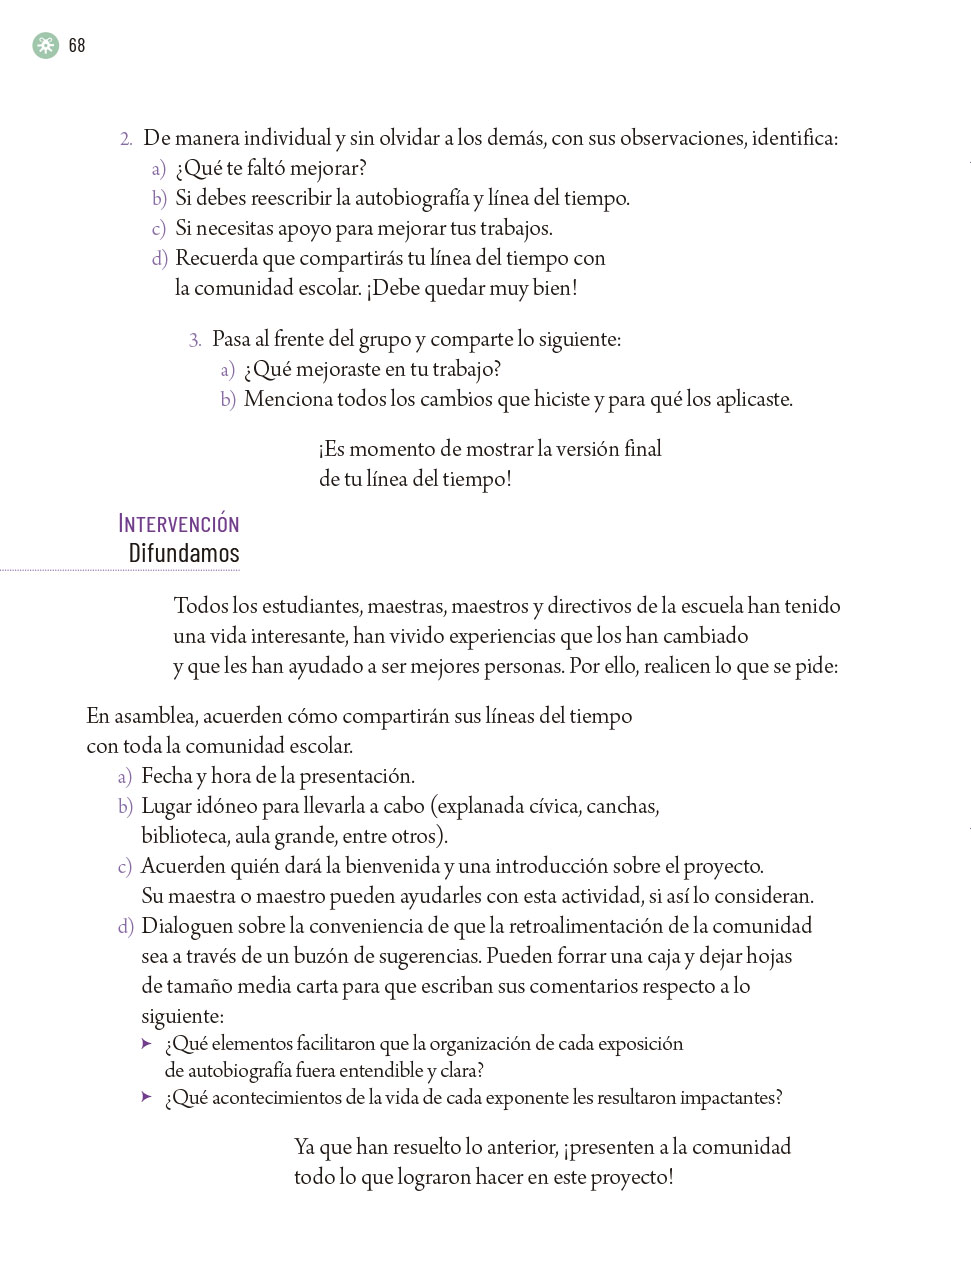 68
2. De manera individual y sin olvidar a los demás, con sus observaciones, identifica:
a) ¿Qué te faltó mejorar?
b) Si debes reescribir la autobiografía y línea del tiempo.
c) Si necesitas apoyo para mejorar tus trabajos.
d) Recuerda que compartirás tu línea del tiempo con
la comunidad escolar. ¡Debe quedar muy bien!
3. Pasa al frente del grupo y comparte lo siguiente:
a) ¿Qué mejoraste en tu trabajo?
b) Menciona todos los cambios que hiciste y para qué los aplicaste.
¡Es momento de mostrar la versión final
de tu línea del tiempo!
Intervención
Difundamos
Todos los estudiantes, maestras, maestros y directivos de la escuela han tenido
una vida interesante, han vivido experiencias que los han cambiado
y que les han ayudado a ser mejores personas. Por ello, realicen lo que se pide:
En asamblea, acuerden cómo compartirán sus líneas del tiempo
con toda la comunidad escolar.
a) Fecha y hora de la presentación.
b) Lugar idóneo para llevarla a cabo (explanada cívica, canchas,
biblioteca, aula grande, entre otros).
c) Acuerden quién dará la bienvenida y una introducción sobre el proyecto.
Su maestra o maestro pueden ayudarles con esta actividad, si así lo consideran.
d) Dialoguen sobre la conveniencia de que la retroalimentación de la comunidad
sea a través de un buzón de sugerencias. Pueden forrar una caja y dejar hojas
de tamaño media carta para que escriban sus comentarios respecto a lo
siguiente:
➤ ¿Qué elementos facilitaron que la organización de cada exposición
de autobiografía fuera entendible y clara?
➤ ¿Qué acontecimientos de la vida de cada exponente les resultaron impactantes?
Ya que han resuelto lo anterior, ¡presenten a la comunidad
todo lo que lograron hacer en este proyecto!